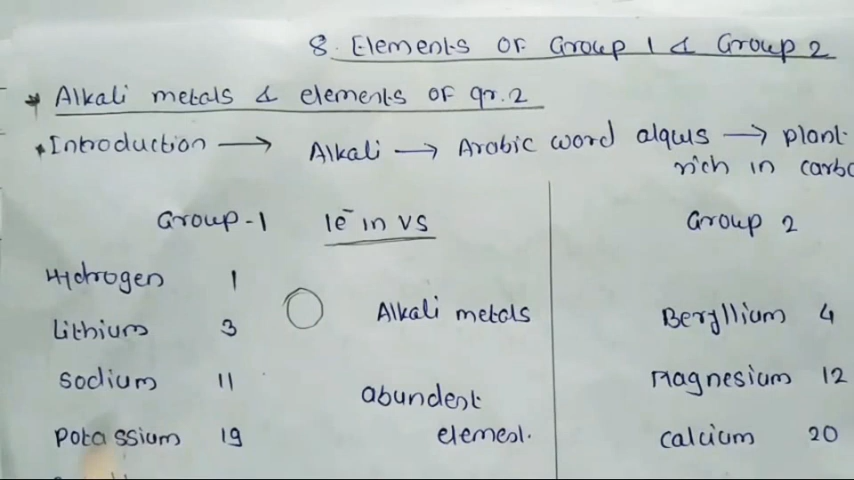 8. Elements of Group 1 & Group 2
Alkali metals & elements of gr.2
Introduction → Alkali → Arabic word alqus → plant
rich in carbo
Group-1 1e⁻ in VS Group 2
Hydrogen 1
Alkali metals Beryllium 4
Lithium 3
Sodium 11 Magnesium 12
abundest
Potassium 19 elemest. Calcium 20